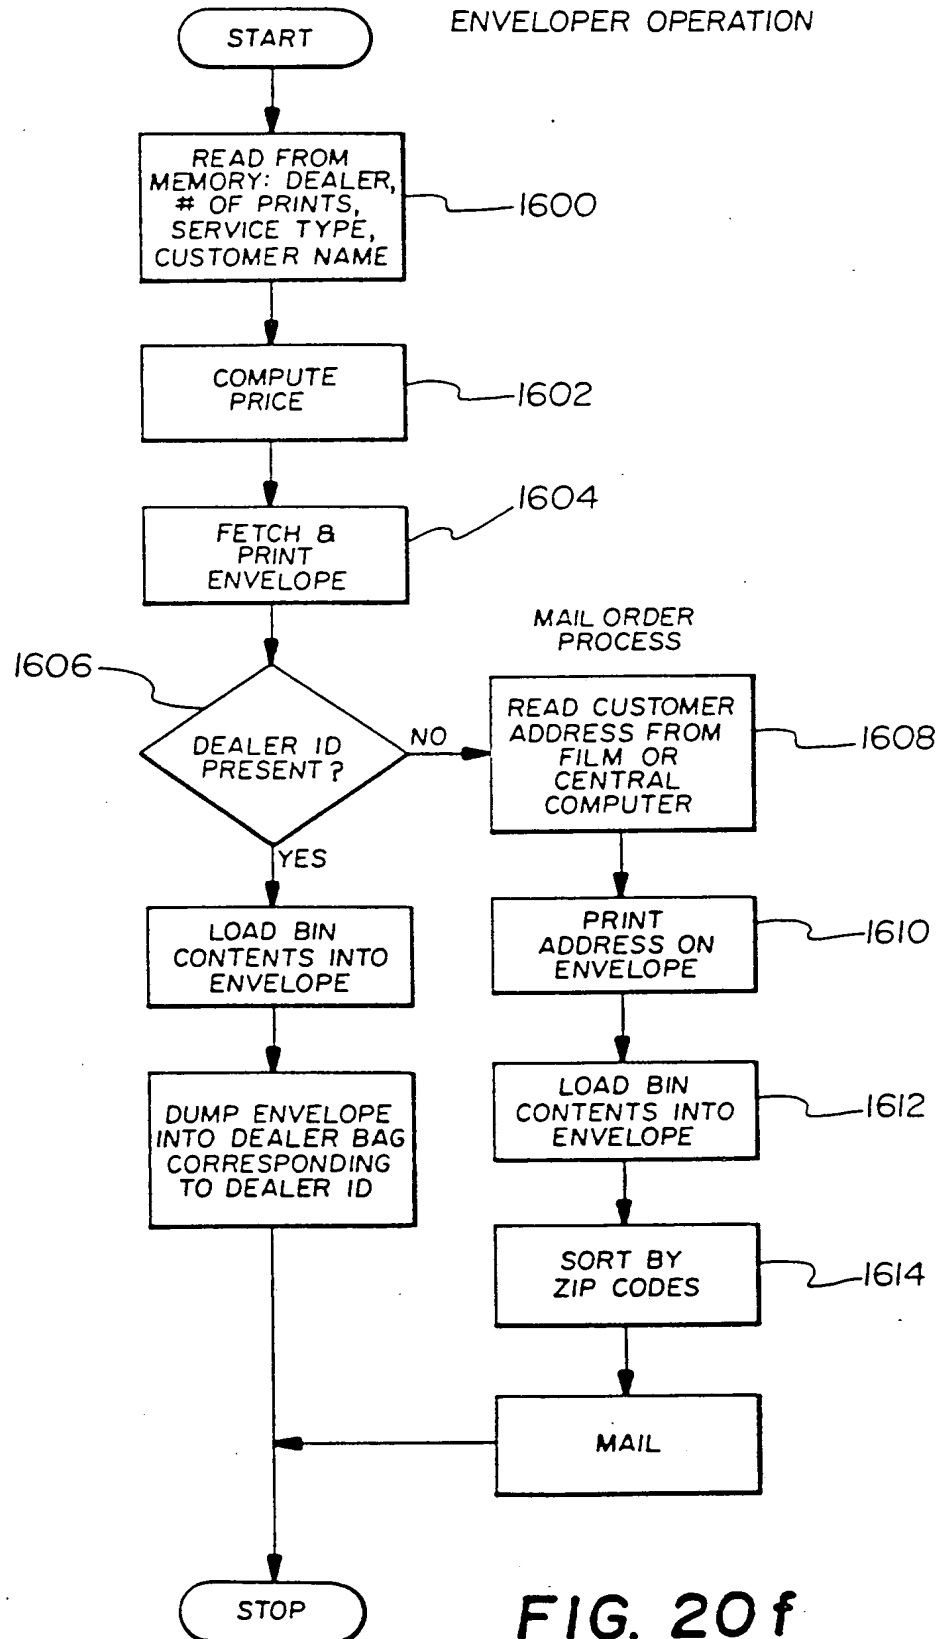 ENVELOPER OPERATION
START
READ FROM
MEMORY: DEALER,
# OF PRINTS,
SERVICE TYPE,
CUSTOMER NAME
1600
COMPUTE
PRICE
1602
FETCH &
PRINT
ENVELOPE
1604
1606
DEALER ID
PRESENT?
NO
YES
MAIL ORDER
PROCESS
READ CUSTOMER
ADDRESS FROM
FILM OR
CENTRAL
COMPUTER
1608
LOAD BIN
CONTENTS INTO
ENVELOPE
PRINT
ADDRESS ON
ENVELOPE
1610
DUMP ENVELOPE
INTO DEALER BAG
CORRESPONDING
TO DEALER ID
LOAD BIN
CONTENTS INTO
ENVELOPE
1612
SORT BY
ZIP CODES
1614
MAIL
STOP
FIG. 20f